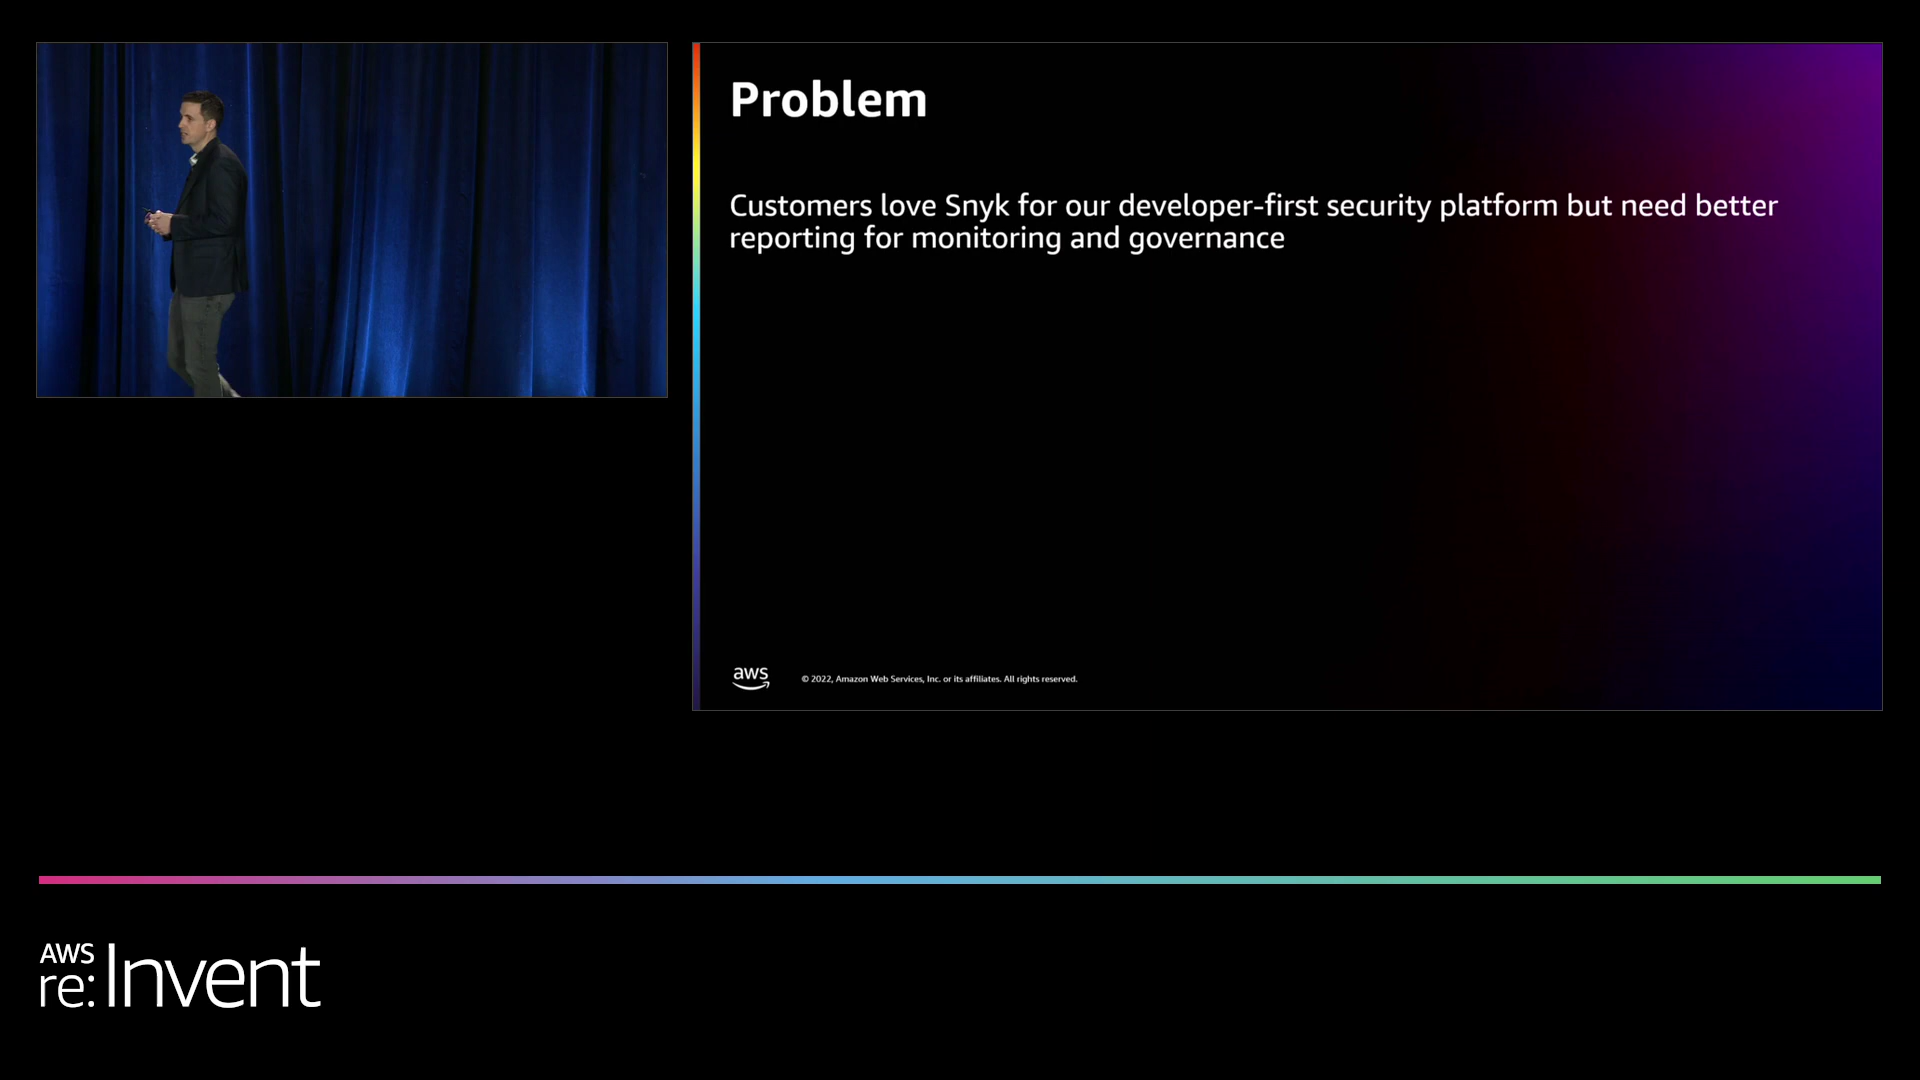 Problem
Customers love Snyk for our developer-first security platform but need better
reporting for monitoring and governance
aws
© 2022, Amazon Web Services, Inc. or its affiliates. All rights reserved.
AWS
re:Invent